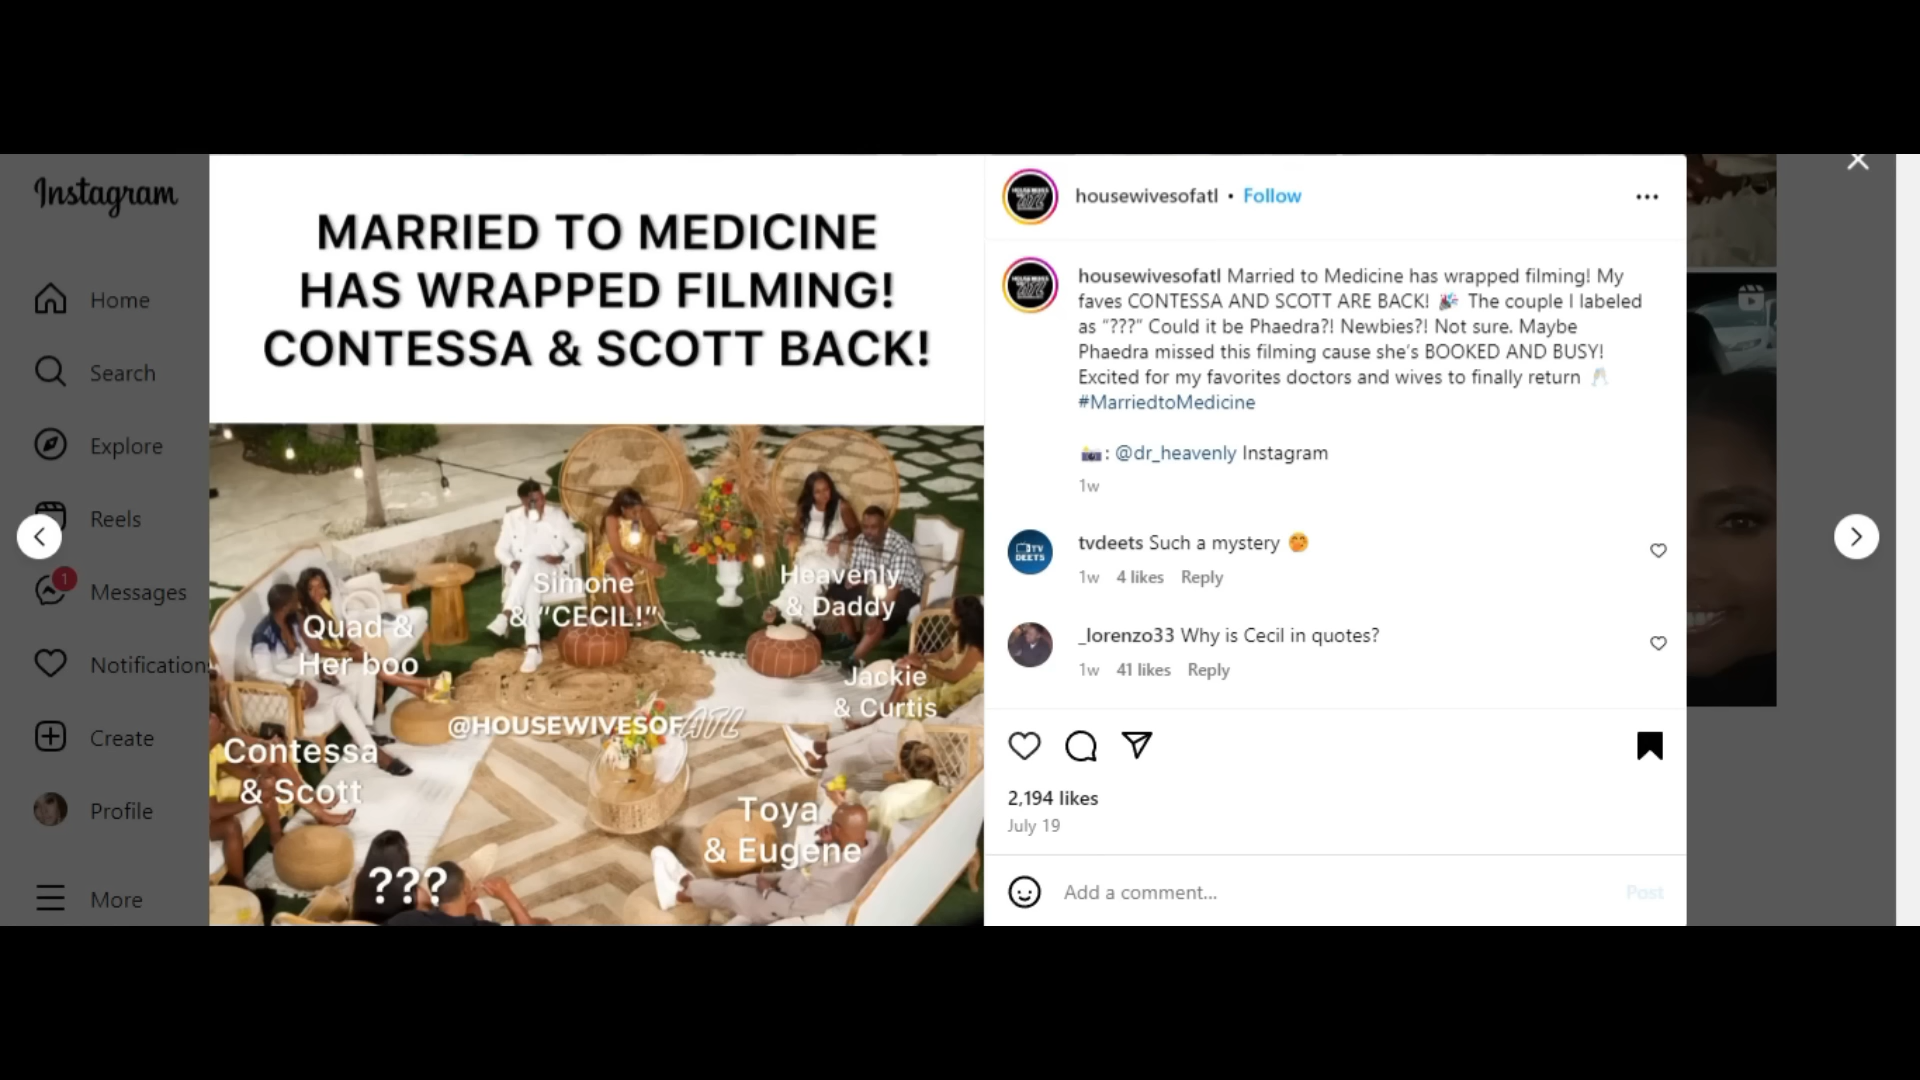 Instagram
Home
Search
Explore
Reels
1
Messages
Notification
Create
Profile
More
MARRIED TO MEDICINE
HAS WRAPPED FILMING!
CONTESSA & SCOTT BACK!
Simone
& "CECIL!"
Heavenly
& Daddy
Quad &
Her boo
Jackie
& Curtis
@HOUSEWIVESOFATL
Contessa
& Scott
Toya
& Eugene
???
housewivesofatl • Follow
housewivesofatl Married to Medicine has wrapped filming! My
faves CONTESSA AND SCOTT ARE BACK! 🎉 The couple I labeled
as “???” Could it be Phaedra?! Newbies?! Not sure. Maybe
Phaedra missed this filming cause she’s BOOKED AND BUSY!
Excited for my favorites doctors and wives to finally return 🥂
#MarriedtoMedicine
📸: @dr_heavenly Instagram
1w
TV
DEETS
tvdeets Such a mystery 🤭
1w 4 likes Reply
_lorenzo33 Why is Cecil in quotes?
1w 41 likes Reply
2,194 likes
July 19
Add a comment...
Post